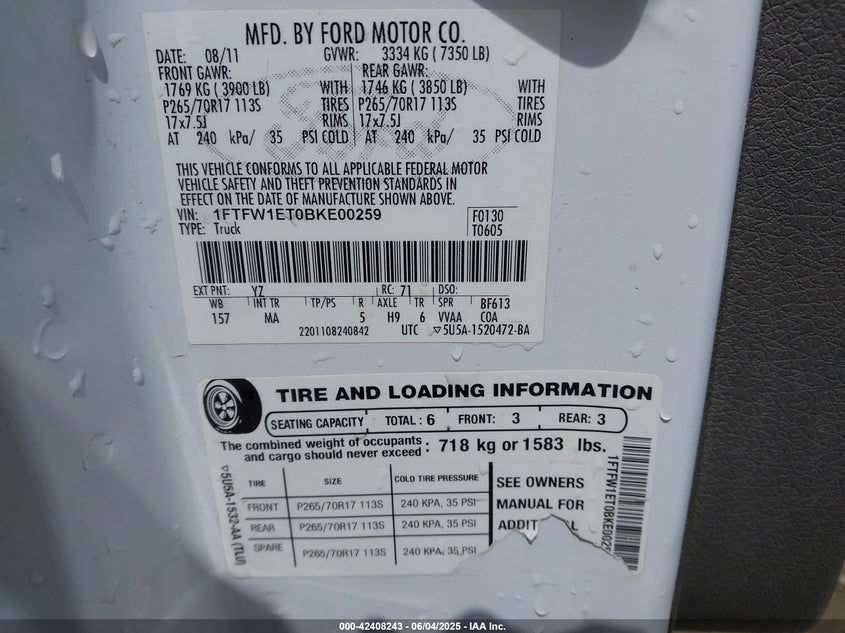 MFD. BY FORD MOTOR CO.
DATE: 08/11 GVWR: 3334 KG ( 7350 LB)
FRONT GAWR: REAR GAWR:
1769 KG ( 3900 LB) WITH 1746 KG ( 3850 LB) WITH
P265/70R17 113S TIRES P265/70R17 113S TIRES
17x7.5J RIMS 17x7.5J RIMS
AT 240 kPa/ 35 PSI COLD AT 240 kPa/ 35 PSI COLD
THIS VEHICLE CONFORMS TO ALL APPLICABLE FEDERAL MOTOR
VEHICLE SAFETY AND THEFT PREVENTION STANDARDS IN
EFFECT ON THE DATE OF MANUFACTURE SHOWN ABOVE.
VIN: 1FTFW1ET0BKE00259 F0130
TYPE: Truck T0605
EXT PNT: YZ RC: 71 DSO:
WB INT TR TP/PS R AXLE TR SPR BF613
157 MA 5 H9 6 VVAA COA
2201108240842 UTC ▽5U5A-1520472-BA
TIRE AND LOADING INFORMATION
SEATING CAPACITY TOTAL : 6 FRONT: 3 REAR: 3
The combined weight of occupants
and cargo should never exceed : 718 kg or 1583 lbs.
TIRE SIZE COLD TIRE PRESSURE
FRONT P265/70R17 113S 240 KPA, 35 PSI
REAR P265/70R17 113S 240 KPA, 35 PSI
SPARE P265/70R17 113S 240 KPA, 35 PSI
SEE OWNERS
MANUAL FOR
▽5U5A-1532-AA (TLU)
1FTFW1ET0BKE0025
000-42408243 - 06/04/2025 - IAA Inc.